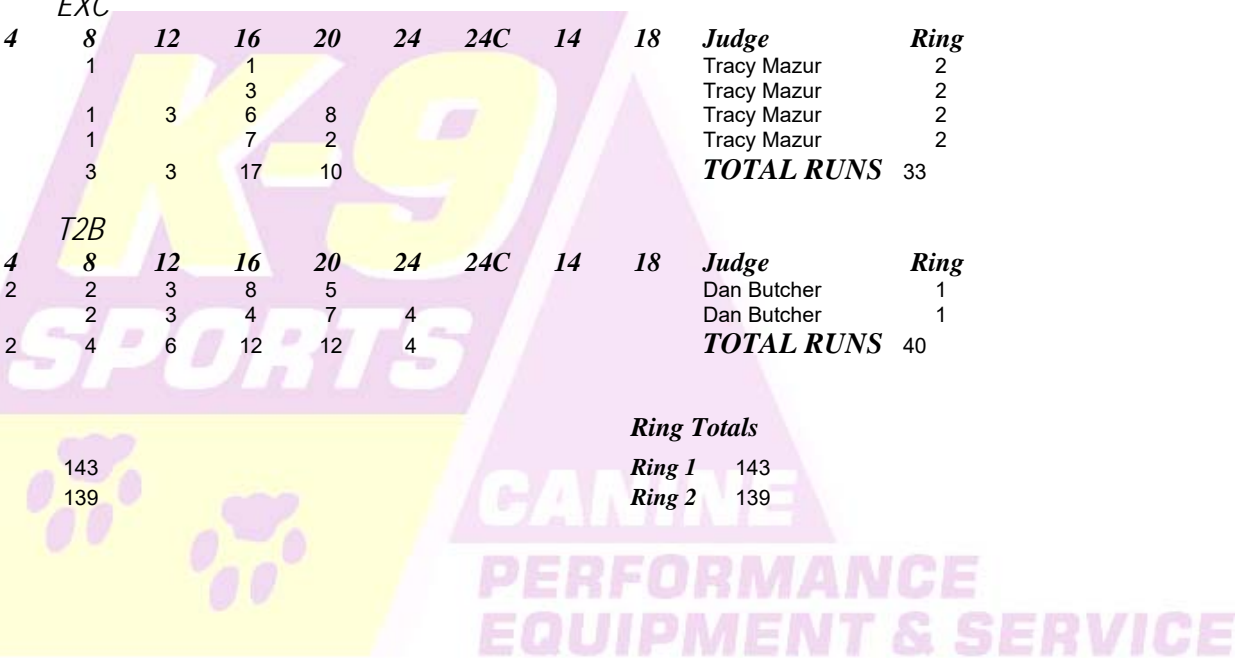 EXC
4 8 12 16 20 24 24C 14 18 Judge Ring
1 1 Tracy Mazur 2
3 Tracy Mazur 2
1 3 6 8 Tracy Mazur 2
1 7 2 Tracy Mazur 2
3 3 17 10 TOTAL RUNS 33
T2B
4 8 12 16 20 24 24C 14 18 Judge Ring
2 2 3 8 5 Dan Butcher 1
2 3 4 7 4 Dan Butcher 1
2 4 6 12 12 4 TOTAL RUNS 40
Ring Totals
143 Ring 1 143
139 Ring 2 139
K-9
SPORTS
CANINE
PERFORMANCE
EQUIPMENT & SERVICE